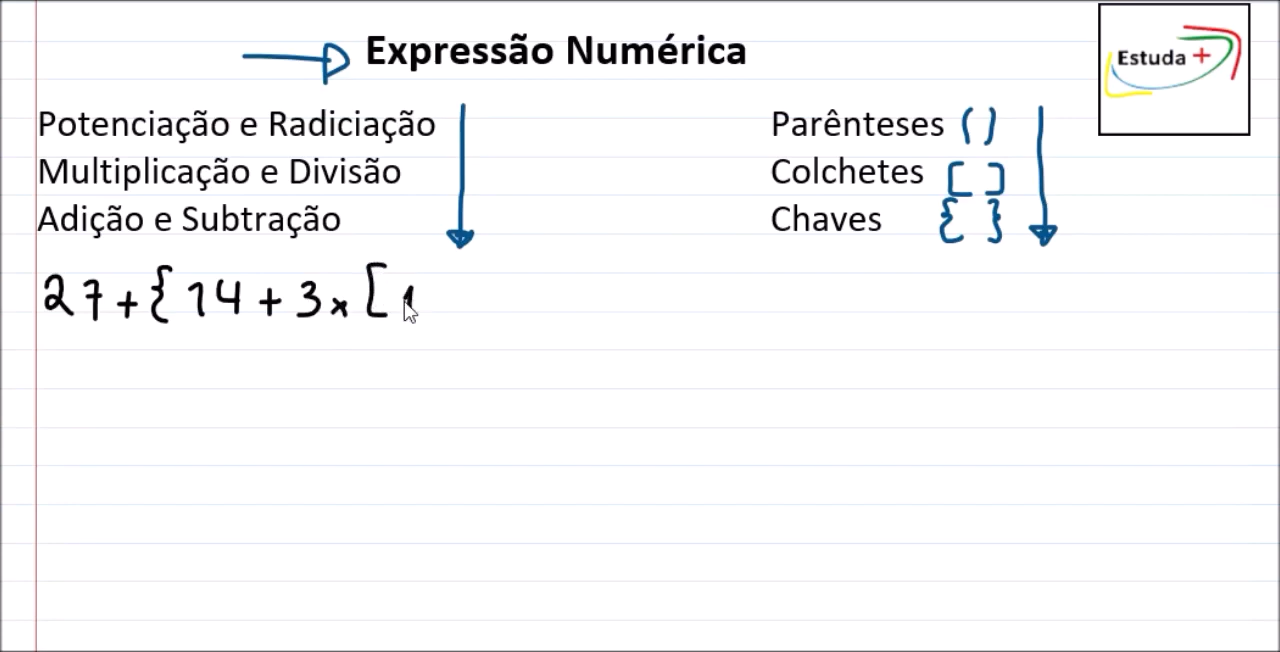 Expressão Numérica
Estuda +
Potenciação e Radiciação
Multiplicação e Divisão
Adição e Subtração
Parênteses ( )
Colchetes [ ]
Chaves { }
27 + { 14 + 3 x [